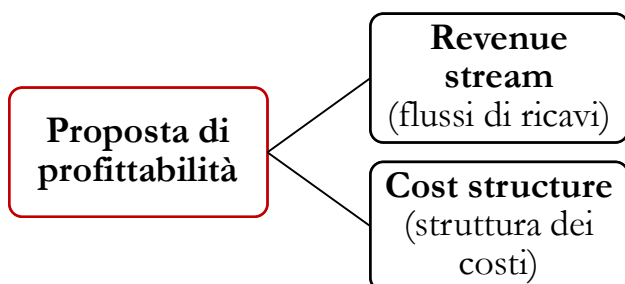 Proposta di
profittabilità
Revenue
stream
(flussi di ricavi)
Cost structure
(struttura dei
costi)